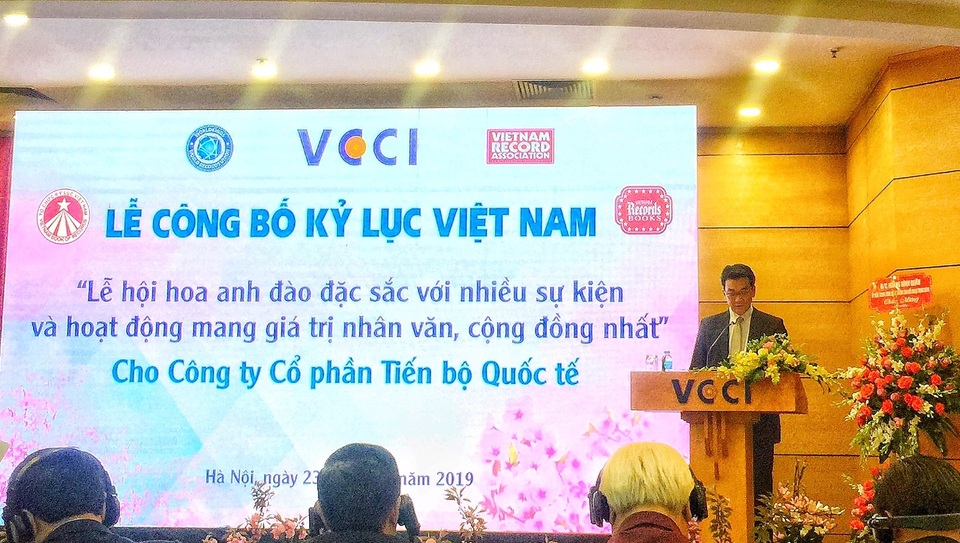 VCCI
VIETNAM
RECORD
ASSOCIATION
LỄ CÔNG BỐ KỶ LỤC VIỆT NAM
VIETNAM
Records
BOOKS
“Lễ hội hoa anh đào đặc sắc với nhiều sự kiện
và hoạt động mang giá trị nhân văn, cộng đồng nhất”
Cho Công ty Cổ phần Tiến bộ Quốc tế
Hà Nội, ngày 23 năm 2019
VCCI